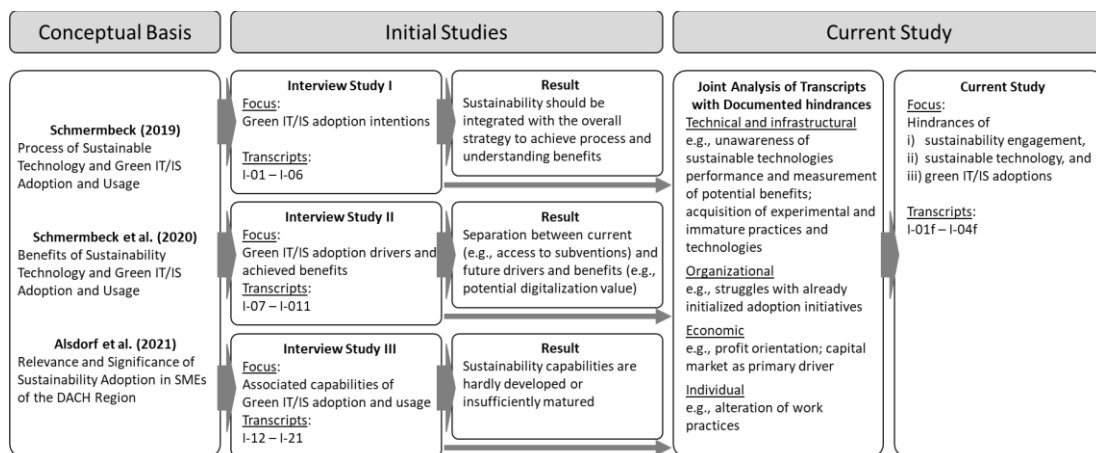 Conceptual Basis
Initial Studies
Current Study
Schmermbeck (2019)
Process of Sustainable
Technology and Green IT/IS
Adoption and Usage
Schmermbeck et al. (2020)
Benefits of Sustainability
Technology and Green IT/IS
Adoption and Usage
Alsdorf et al. (2021)
Relevance and Significance of
Sustainability Adoption in SMEs
of the DACH Region
Interview Study I
Focus:
Green IT/IS adoption intentions
Transcripts:
I-01 – I-06
Result
Sustainability should be
integrated with the overall
strategy to achieve process and
understanding benefits
Interview Study II
Focus:
Green IT/IS adoption drivers and
achieved benefits
Transcripts:
I-07 – I-011
Result
Separation between current
(e.g., access to subventions) and
future drivers and benefits (e.g.,
potential digitalization value)
Interview Study III
Focus:
Associated capabilities of
Green IT/IS adoption and usage
Transcripts:
I-12 – I-21
Result
Sustainability capabilities are
hardly developed or
insufficiently matured
Joint Analysis of Transcripts
with Documented hindrances
Technical and infrastructural
e.g., unawareness of
sustainable technologies
performance and measurement
of potential benefits;
acquisition of experimental and
immature practices and
technologies
Organizational
e.g., struggles with already
initialized adoption initiatives
Economic
e.g., profit orientation; capital
market as primary driver
Individual
e.g., alteration of work
practices
Current Study
Focus:
Hindrances of
i) sustainability engagement,
ii) sustainable technology, and
iii) green IT/IS adoptions
Transcripts:
I-01f – I-04f